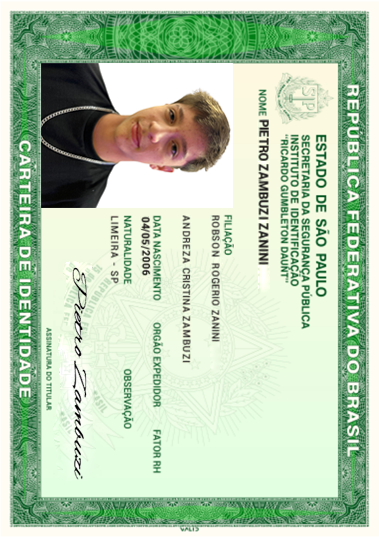 REPÚBLICA FEDERATIVA DO BRASIL
ESTADO DE SÃO PAULO
SECRETARIA DA SEGURANÇA PÚBLICA
INSTITUTO DE IDENTIFICAÇÃO
"RICARDO GUMBLETON DAUNT"
NOME PIETRO ZAMBUZI ZANINI
FILIAÇÃO
ROBSON ROGERIO ZANINI
ANDREZA CRISTINA ZAMBUZI
DATA NASCIMENTO ORGÃO EXPEDIDOR FATOR RH
04/05/2006
NATURALIDADE OBSERVAÇÃO
LIMEIRA - SP
Pietro Zambuzi
ASSINATURA DO TITULAR
CARTEIRA DE IDENTIDADE